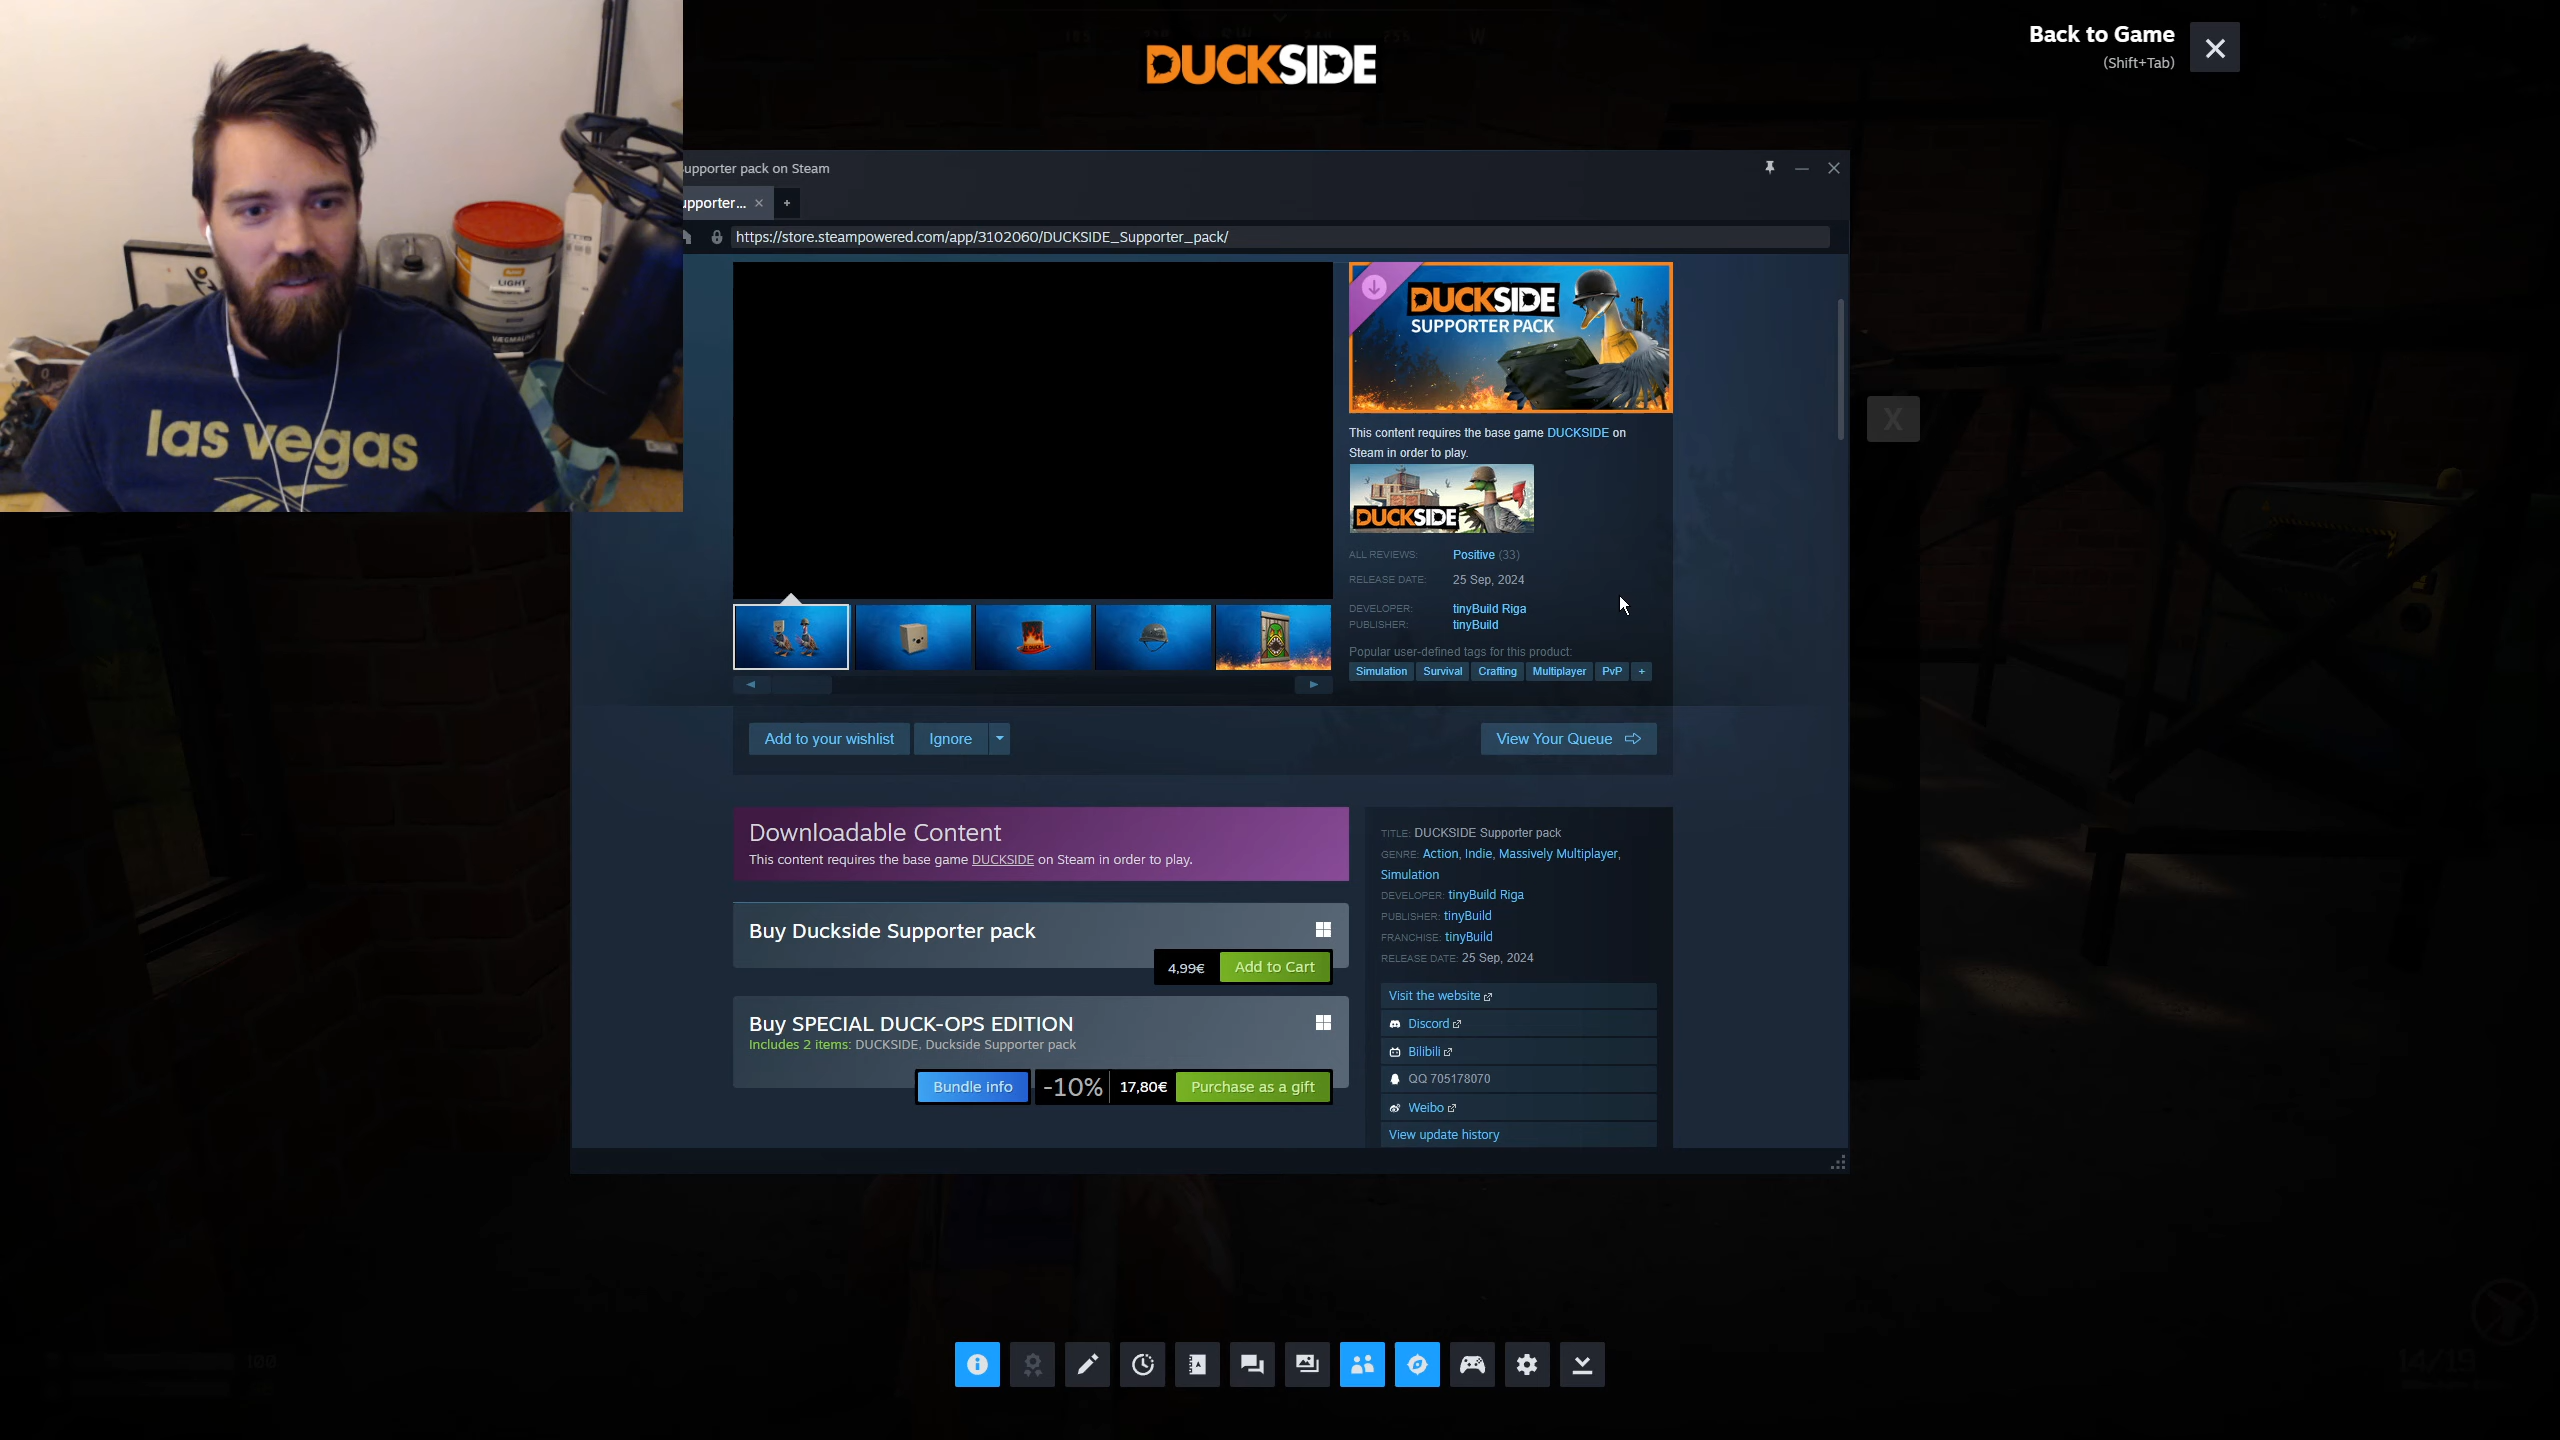 DUCKSIDE
Back to Game
(Shift+Tab)
upporter pack on Steam
upporter...
https://store.steampowered.com/app/3102060/DUCKSIDE_Supporter_pack/
LIGHT
las vegas
DUCKSIDE
SUPPORTER PACK
This content requires the base game DUCKSIDE on
Steam in order to play.
DUCKSIDE
ALL REVIEWS: Positive (33)
RELEASE DATE: 25 Sep, 2024
DEVELOPER: tinyBuild Riga
PUBLISHER: tinyBuild
Popular user-defined tags for this product:
Simulation Survival Crafting Multiplayer PvP +
X
Add to your wishlist Ignore View Your Queue
Downloadable Content
This content requires the base game DUCKSIDE on Steam in order to play.
Buy Duckside Supporter pack
4,99€ Add to Cart
Buy SPECIAL DUCK-OPS EDITION
Includes 2 items: DUCKSIDE, Duckside Supporter pack
Bundle info -10% 17,80€ Purchase as a gift
TITLE: DUCKSIDE Supporter pack
GENRE: Action, Indie, Massively Multiplayer,
Simulation
DEVELOPER: tinyBuild Riga
PUBLISHER: tinyBuild
FRANCHISE: tinyBuild
RELEASE DATE: 25 Sep, 2024
Visit the website
Discord
Bilibili
QQ 705178070
Weibo
View update history
100
14/19